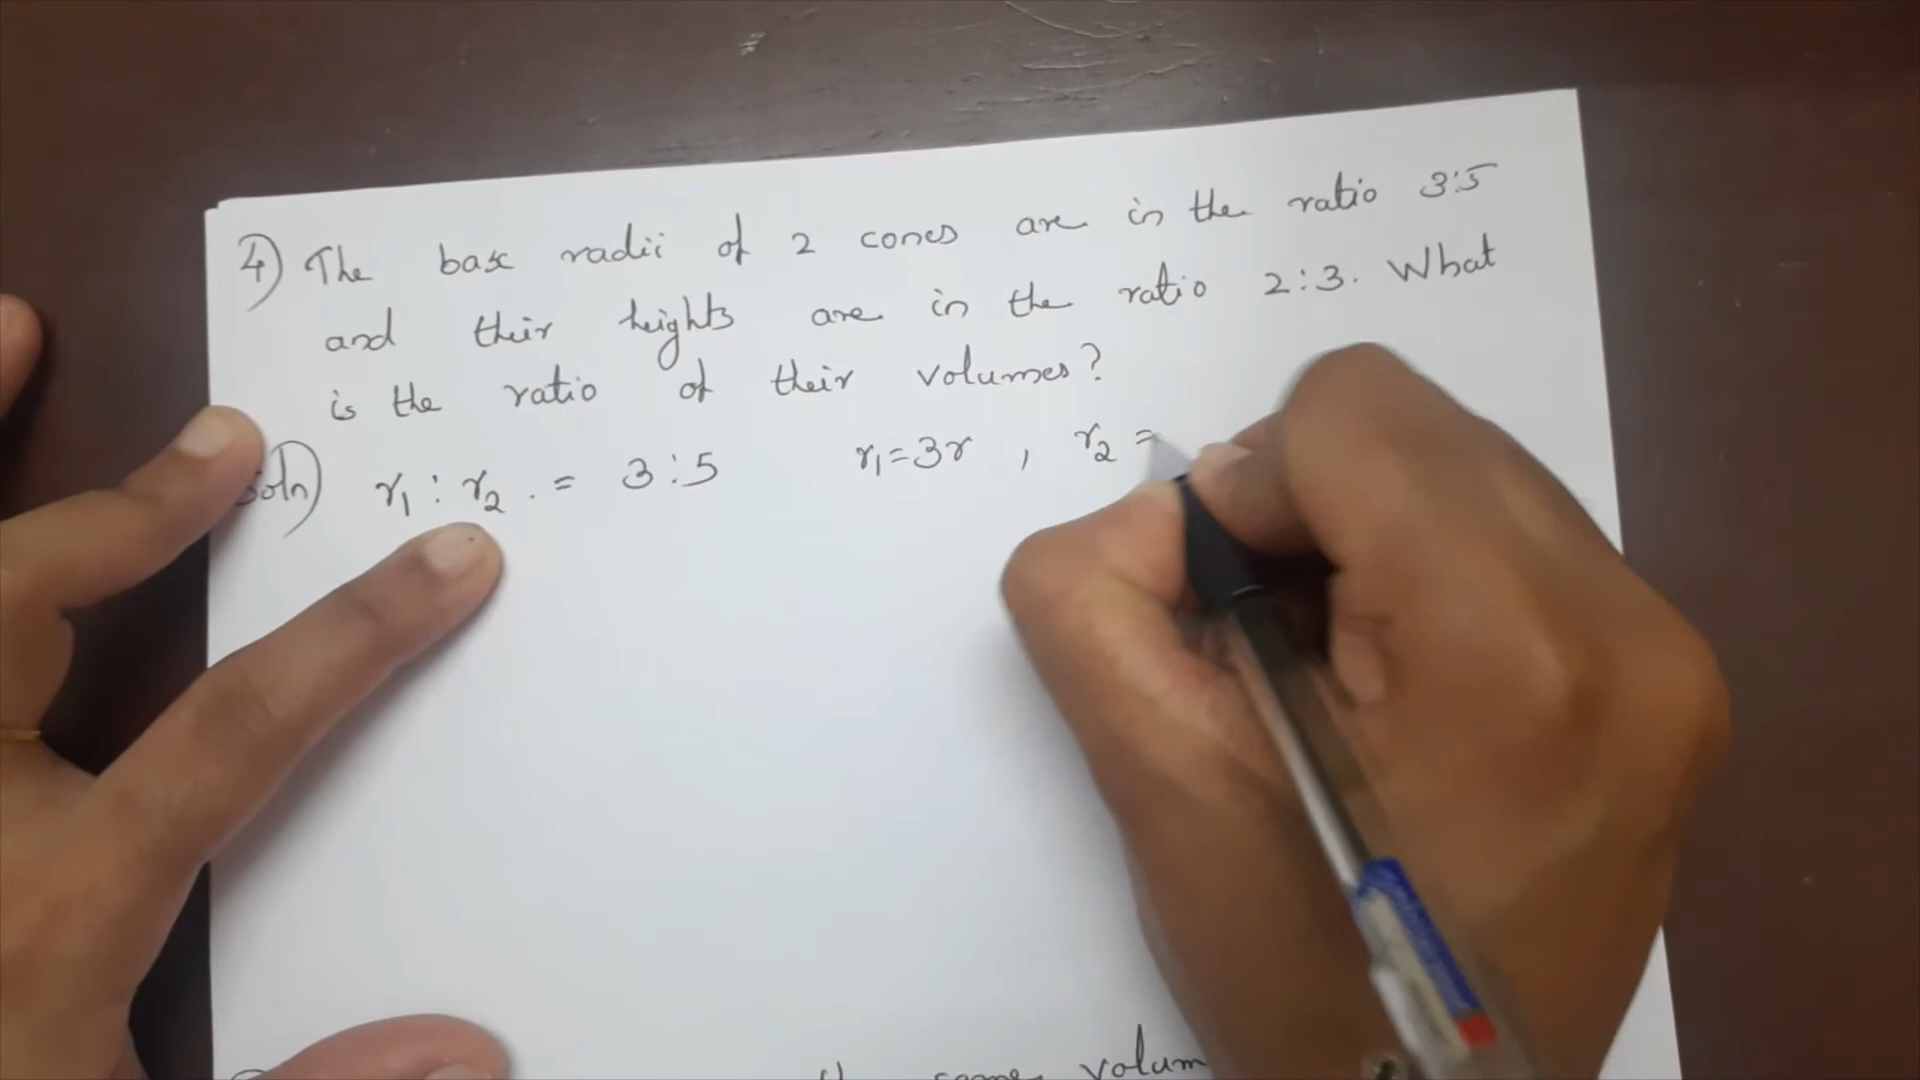 4) The base radii of 2 cones are in the ratio 3:5
and their heights are in the ratio 2:3. What
is the ratio of their volumes?
Soln) r₁ : r₂ . = 3:5 r₁=3r , r₂ =
same volum